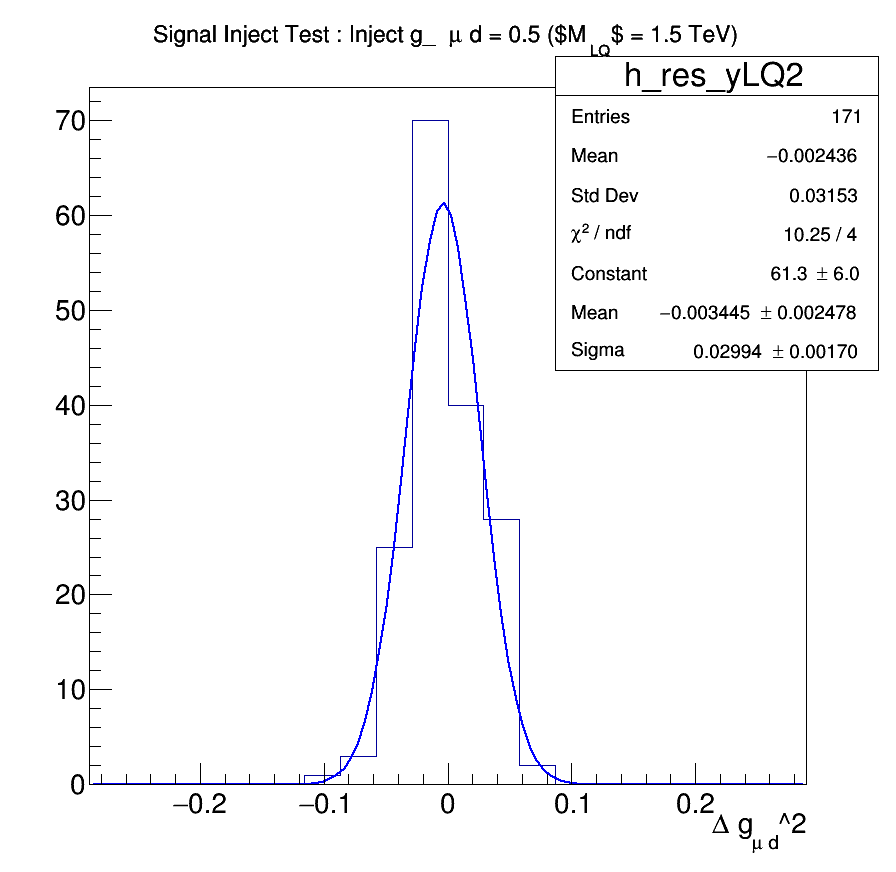 Signal Inject Test : Inject g_ μ d = 0.5 ($M_LQ$ = 1.5 TeV)
h_res_yLQ2
Entries 171
Mean −0.002436
Std Dev 0.03153
χ² / ndf 10.25 / 4
Constant 61.3 ± 6.0
Mean −0.003445 ± 0.002478
Sigma 0.02994 ± 0.00170
70
60
50
40
30
20
10
0
−0.2 −0.1 0 0.1 0.2
Δ g_μ d^2